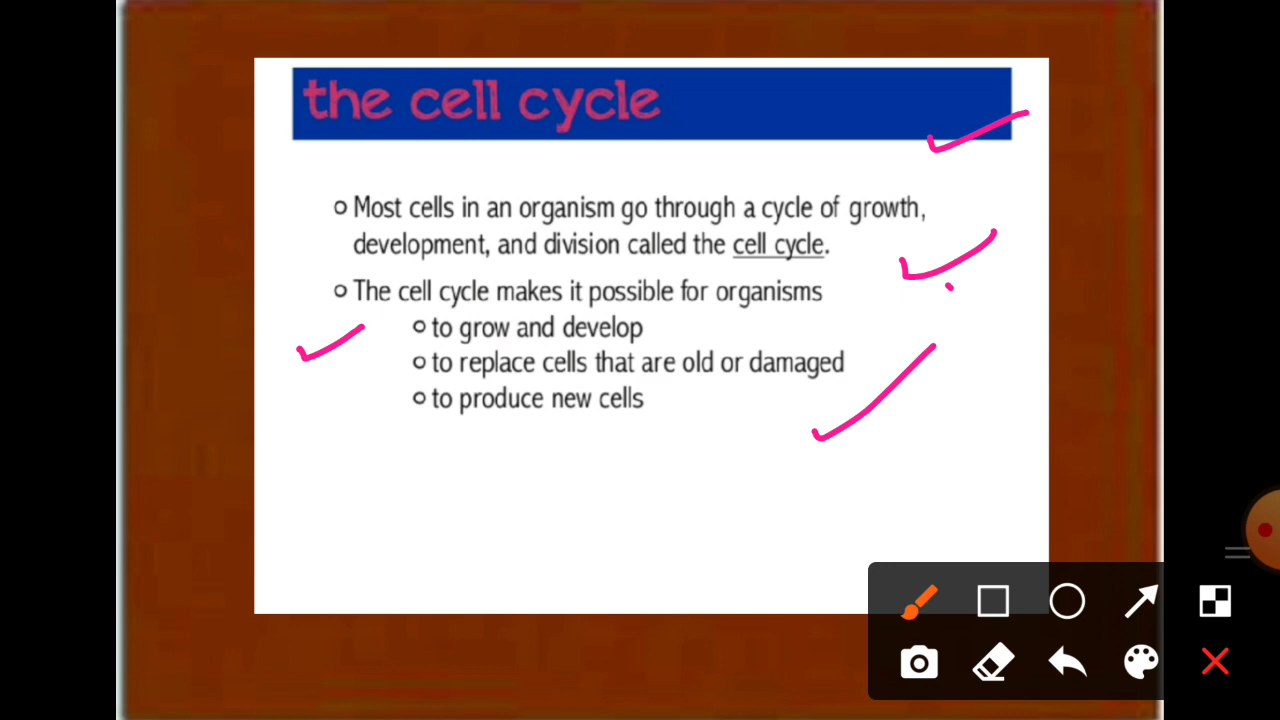 the cell cycle
Most cells in an organism go through a cycle of growth,
development, and division called the cell cycle.
The cell cycle makes it possible for organisms
to grow and develop
to replace cells that are old or damaged
to produce new cells